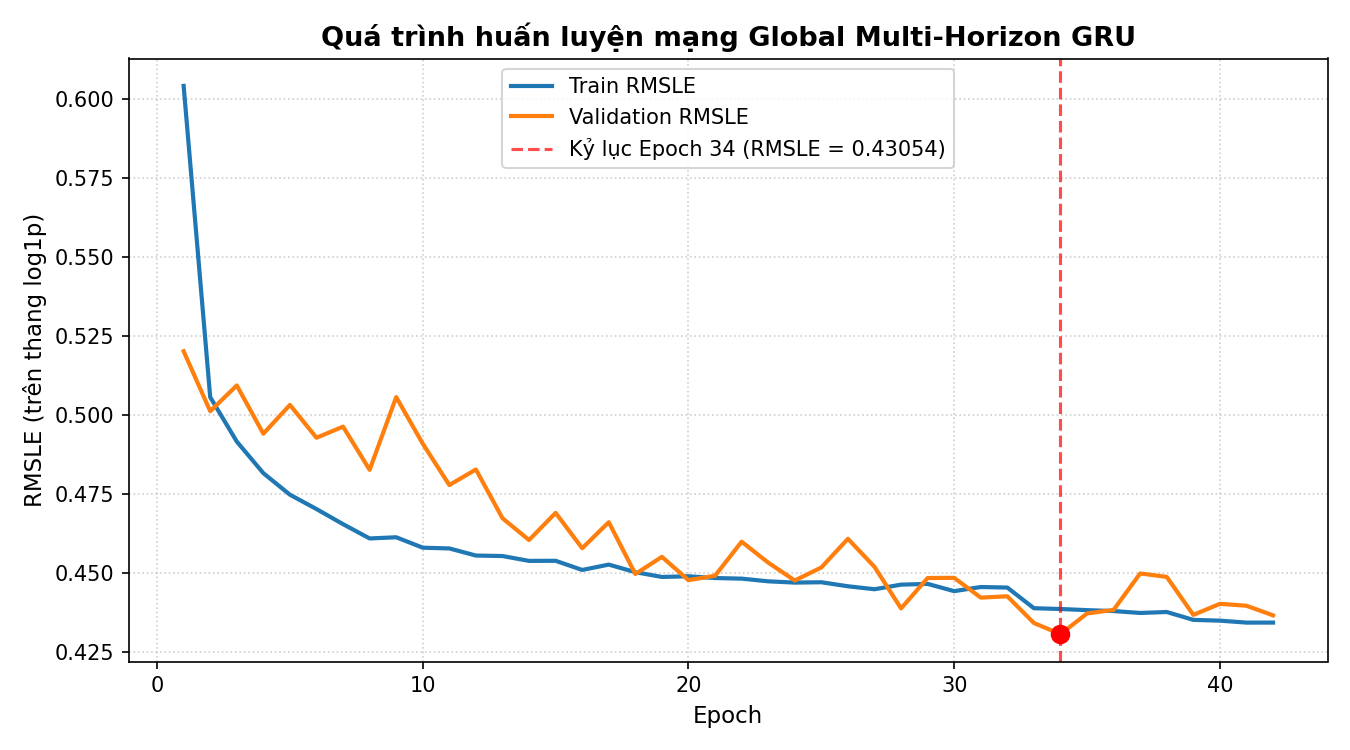 Quá trình huấn luyện mạng Global Multi-Horizon GRU
Train RMSLE
Validation RMSLE
Kỷ lục Epoch 34 (RMSLE = 0.43054)
RMSLE (trên thang log1p)
0.600
0.575
0.550
0.525
0.500
0.475
0.450
0.425
0 10 20 30 40
Epoch